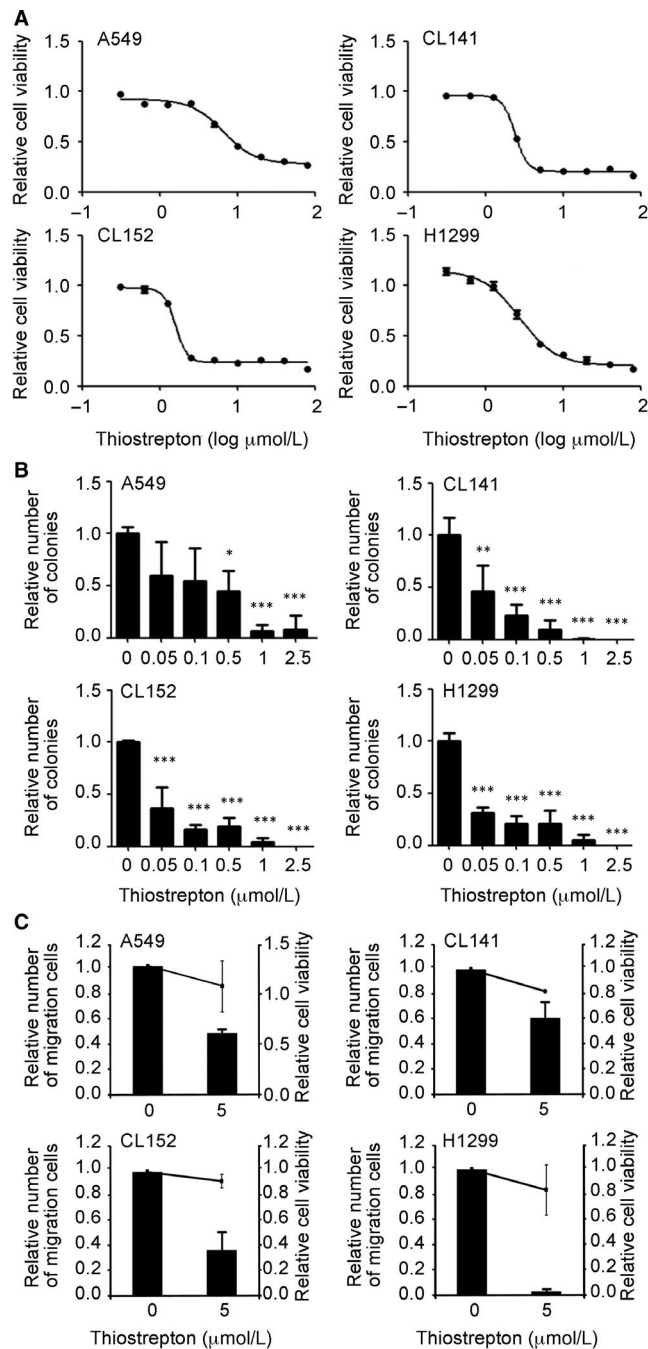 A
A549
CL141
Relative cell viability
1.5
1.0
0.5
0.0
−1 0 1 2
Relative cell viability
1.5
1.0
0.5
0.0
−1 0 1 2
CL152
H1299
Relative cell viability
1.5
1.0
0.5
0.0
−1 0 1 2
Thiostrepton (log μmol/L)
Relative cell viability
1.5
1.0
0.5
0.0
−1 0 1 2
Thiostrepton (log μmol/L)
B
A549
CL141
Relative number
of colonies
1.5
1.0
0.5
0.0
* *** ***
0 0.05 0.1 0.5 1 2.5
Relative number
of colonies
1.5
1.0
0.5
0.0
** *** *** *** ***
0 0.05 0.1 0.5 1 2.5
CL152
H1299
Relative number
of colonies
1.5
1.0
0.5
0.0
*** *** *** *** ***
0 0.05 0.1 0.5 1 2.5
Thiostrepton (μmol/L)
Relative number
of colonies
1.5
1.0
0.5
0.0
*** *** *** *** ***
0 0.05 0.1 0.5 1 2.5
Thiostrepton (μmol/L)
C
A549
CL141
Relative number
of migration cells
1.2
1.0
0.8
0.6
0.4
0.2
0.0
0 5
1.5
1.0
0.5
0.0
Relative cell viability
Relative number
of migration cells
1.2
1.0
0.8
0.6
0.4
0.2
0.0
0 5
1.2
1.0
0.8
0.6
0.4
0.2
0.0
Relative cell viability
CL152
H1299
Relative number
of migration cells
1.2
1.0
0.8
0.6
0.4
0.2
0.0
0 5
1.2
1.0
0.8
0.6
0.4
0.2
0.0
Relative cell viability
Thiostrepton (μmol/L)
Relative number
of migration cells
1.2
1.0
0.8
0.6
0.4
0.2
0.0
0 5
1.2
1.0
0.8
0.6
0.4
0.2
0.0
Relative cell viability
Thiostrepton (μmol/L)